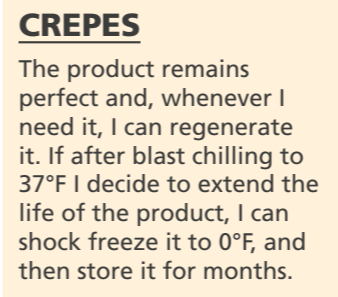 CREPES
The product remains
perfect and, whenever I
need it, I can regenerate
it. If after blast chilling to
37°F I decide to extend the
life of the product, I can
shock freeze it to 0°F, and
then store it for months.